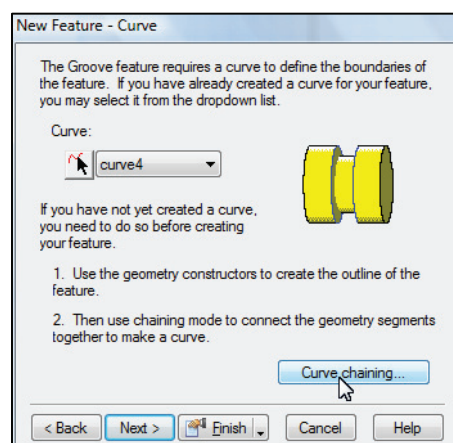 New Feature - Curve
The Groove feature requires a curve to define the boundaries of
the feature. If you have already created a curve for your feature,
you may select it from the dropdown list.
Curve:
curve4
If you have not yet created a curve,
you need to do so before creating
your feature.
1. Use the geometry constructors to create the outline of the
feature.
2. Then use chaining mode to connect the geometry segments
together to make a curve.
Curve chaining...
< Back Next > Finish Cancel Help